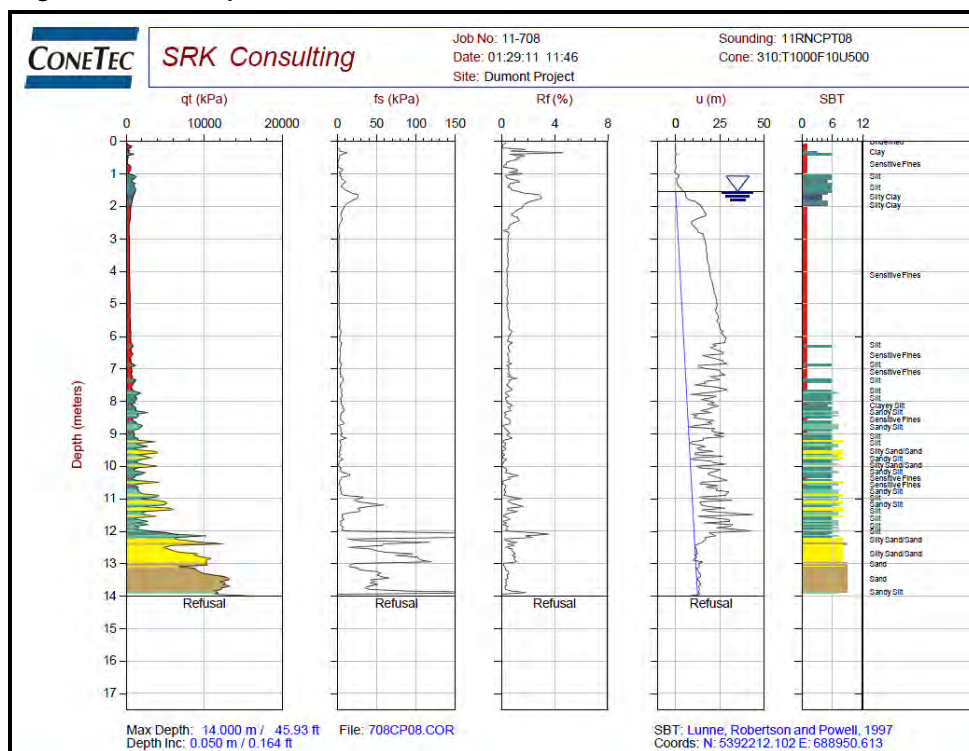 CONETEC
SRK Consulting
Job No: 11-708
Date: 01:29:11 11:46
Site: Dumont Project
Sounding: 11RNCPT08
Cone: 310:T1000F10U500
qt (kPa)
fs (kPa)
Rf (%)
u (m)
SBT
0 10000 20000
0 50 100 150
0 4 8
0 25 50
0 6 12
Depth (meters)
0
1
2
3
4
5
6
7
8
9
10
11
12
13
14
15
16
17
Undefined
Clay
Sensitive Fines
Silt
Silt
Silty Clay
Silty Clay
Sensitive Fines
Silt
Sensitive Fines
Silt
Sensitive Fines
Silt
Silt
Silt
Clayey Silt
Sandy Silt
Sensitive Fines
Sandy Silt
Silt
Silt
Silty Sand/Sand
Sandy Silt
Silty Sand/Sand
Sandy Silt
Sensitive Fines
Sensitive Fines
Sandy Silt
Silt
Sandy Silt
Silt
Silt
Silt
Silt
Silty Sand/Sand
Silty Sand/Sand
Sand
Sand
Sandy Silt
Refusal
Refusal
Refusal
Refusal
Max Depth: 14.000 m / 45.93 ft
Depth Inc: 0.050 m / 0.164 ft
File: 708CP08.COR
SBT: Lunne, Robertson and Powell, 1997
Coords: N: 5392212.102 E: 688950.613